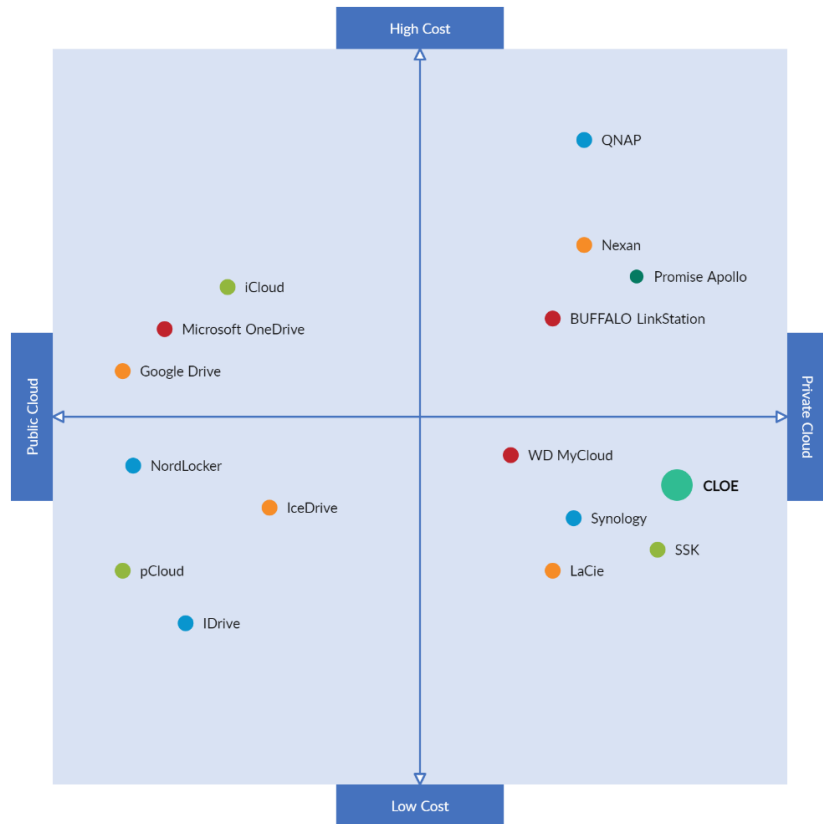 High Cost
QNAP
Nexan
Promise Apollo
iCloud
BUFFALO LinkStation
Microsoft OneDrive
Google Drive
Public Cloud
Private Cloud
WD MyCloud
NordLocker
CLOE
IceDrive
Synology
SSK
pCloud
LaCie
IDrive
Low Cost